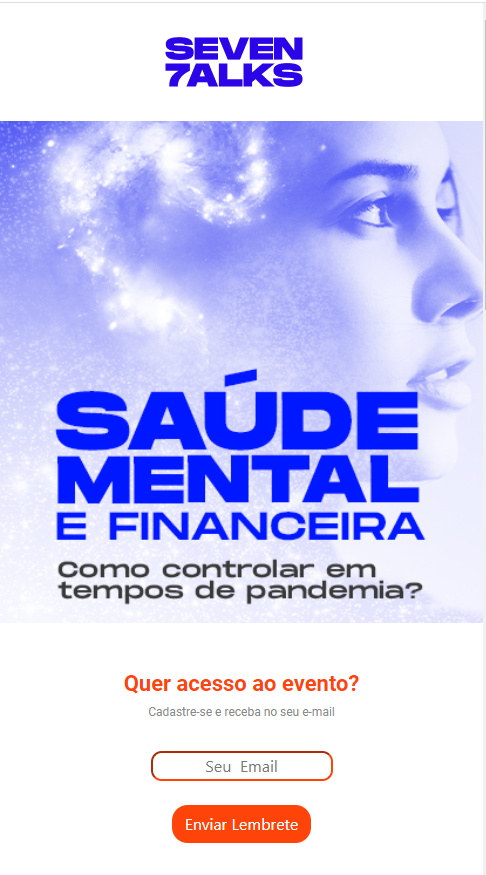 SEVEN
7ALKS
SAÚDE
MENTAL
E FINANCEIRA
Como controlar em
tempos de pandemia?
Quer acesso ao evento?
Cadastre-se e receba no seu e-mail
Seu Email
Enviar Lembrete